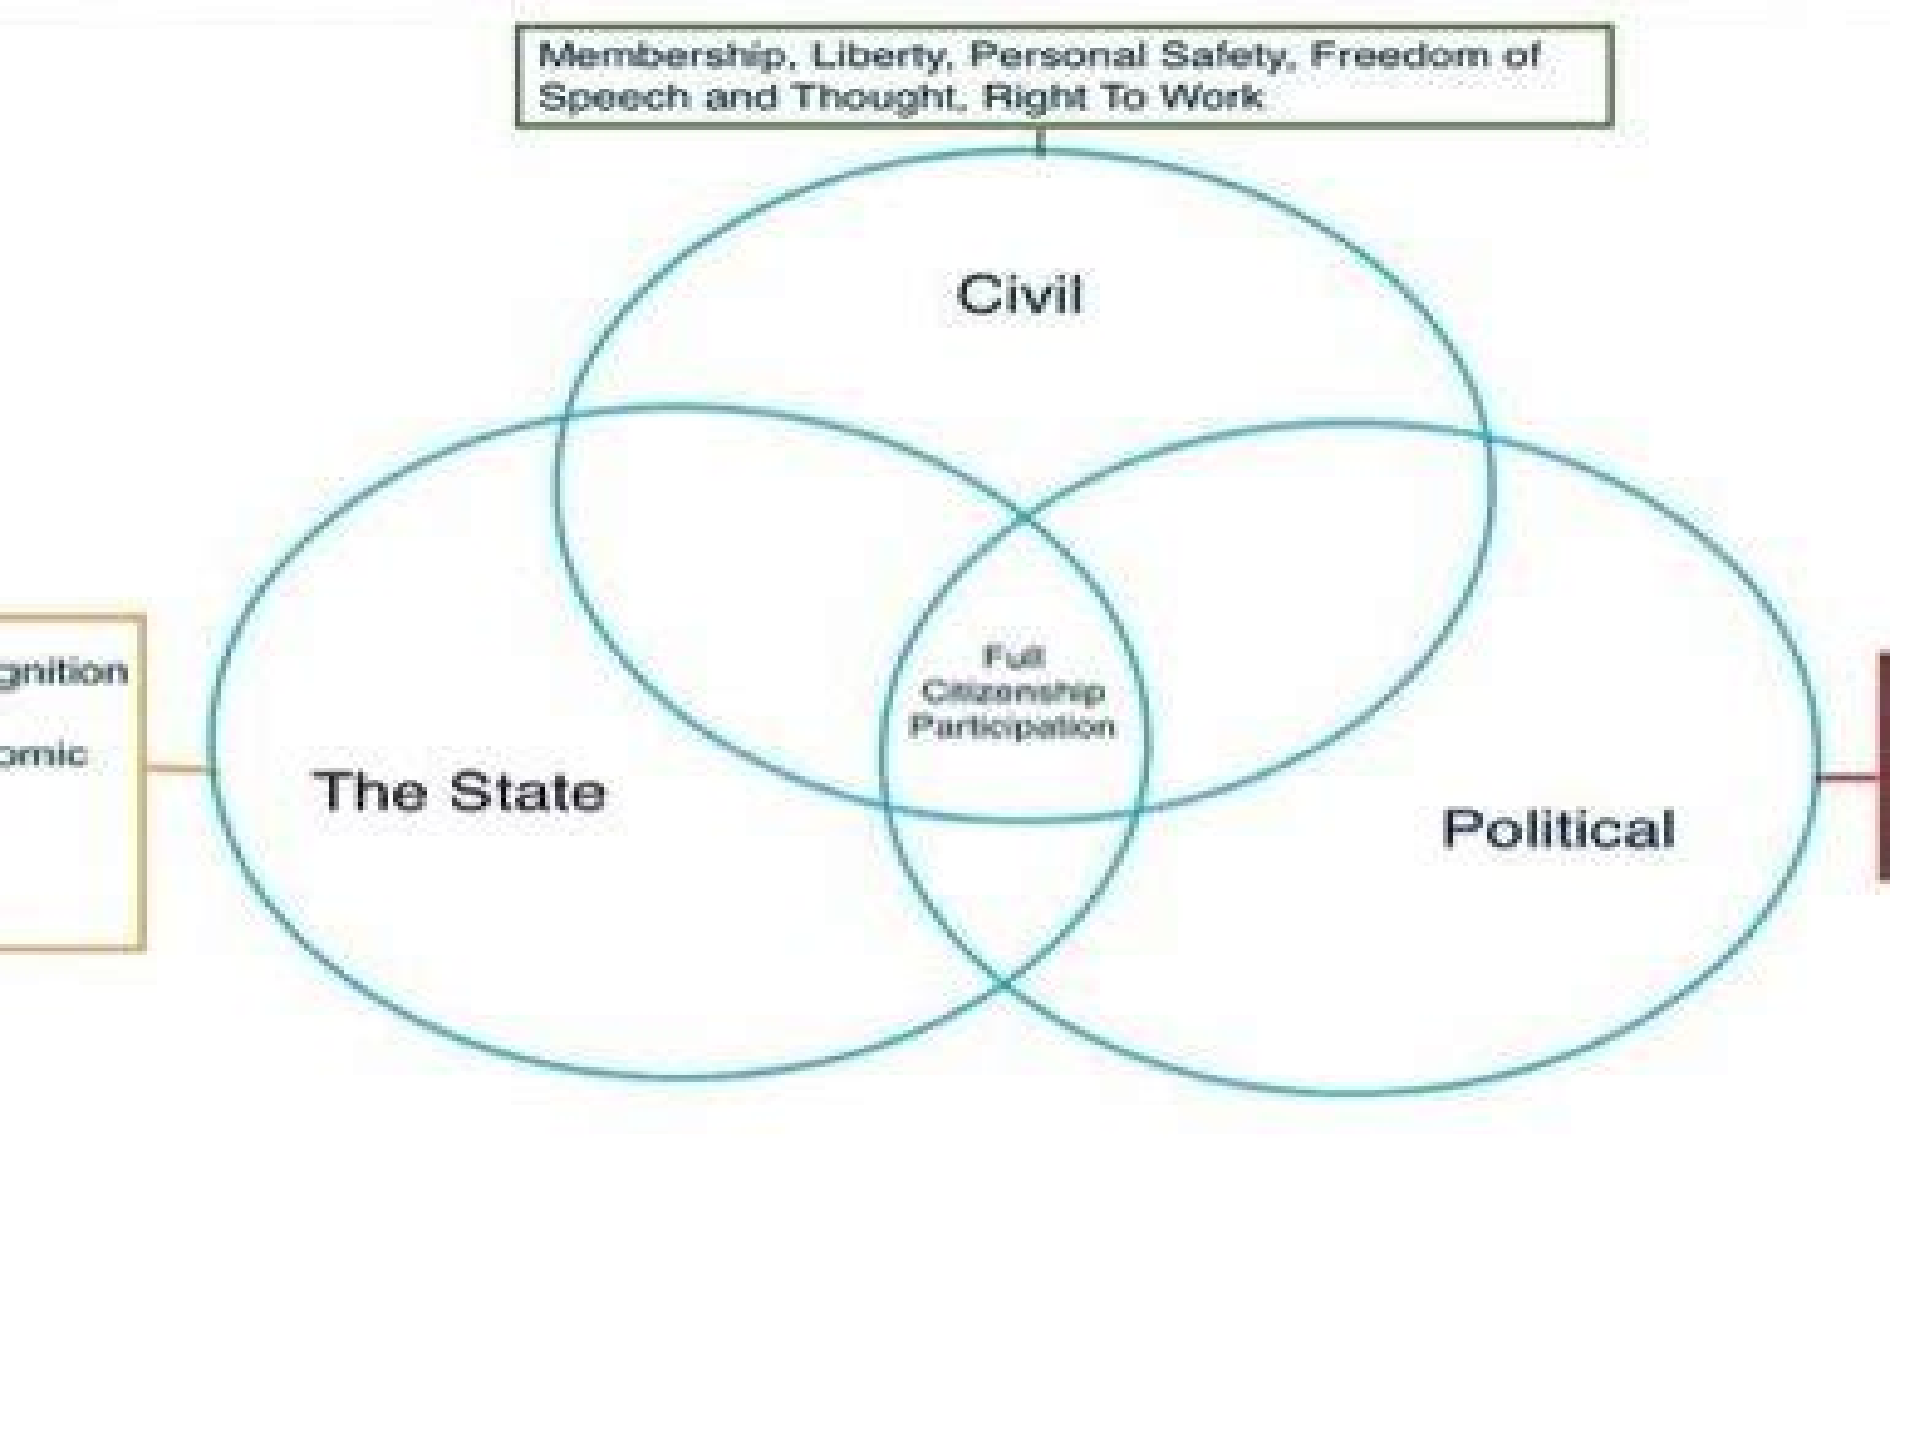 Membership, Liberty, Personal Safety, Freedom of
Speech and Thought, Right To Work
Civil
gnition
omic
Full
Citizenship
Participation
The State
Political